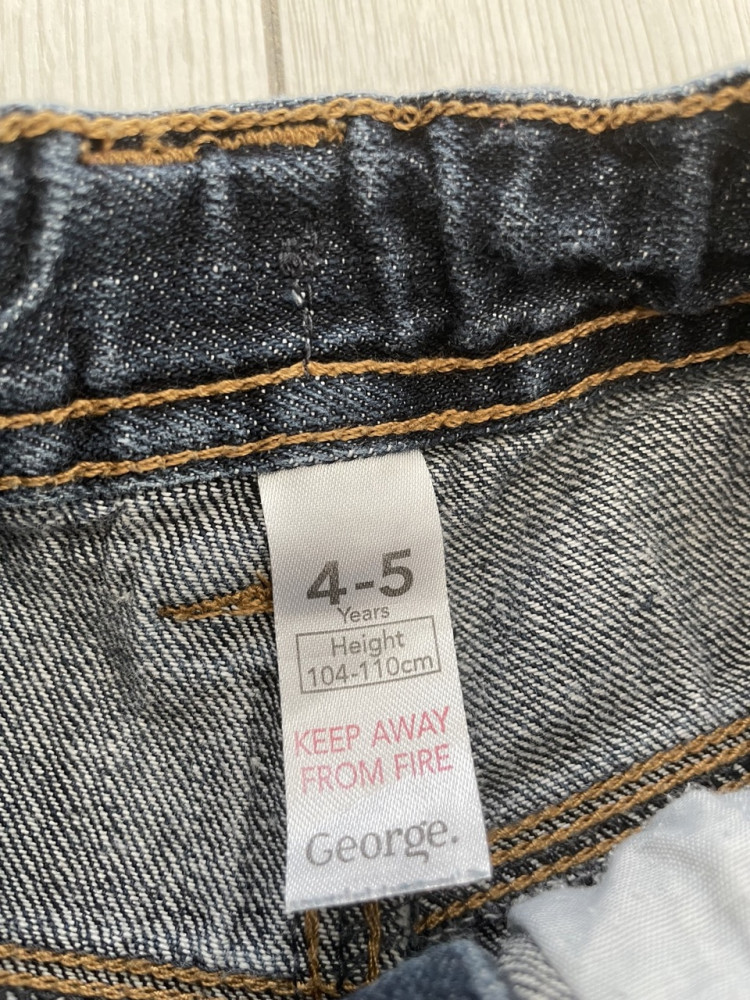 4-5
Years
Height
104-110cm
KEEP AWAY
FROM FIRE
George.